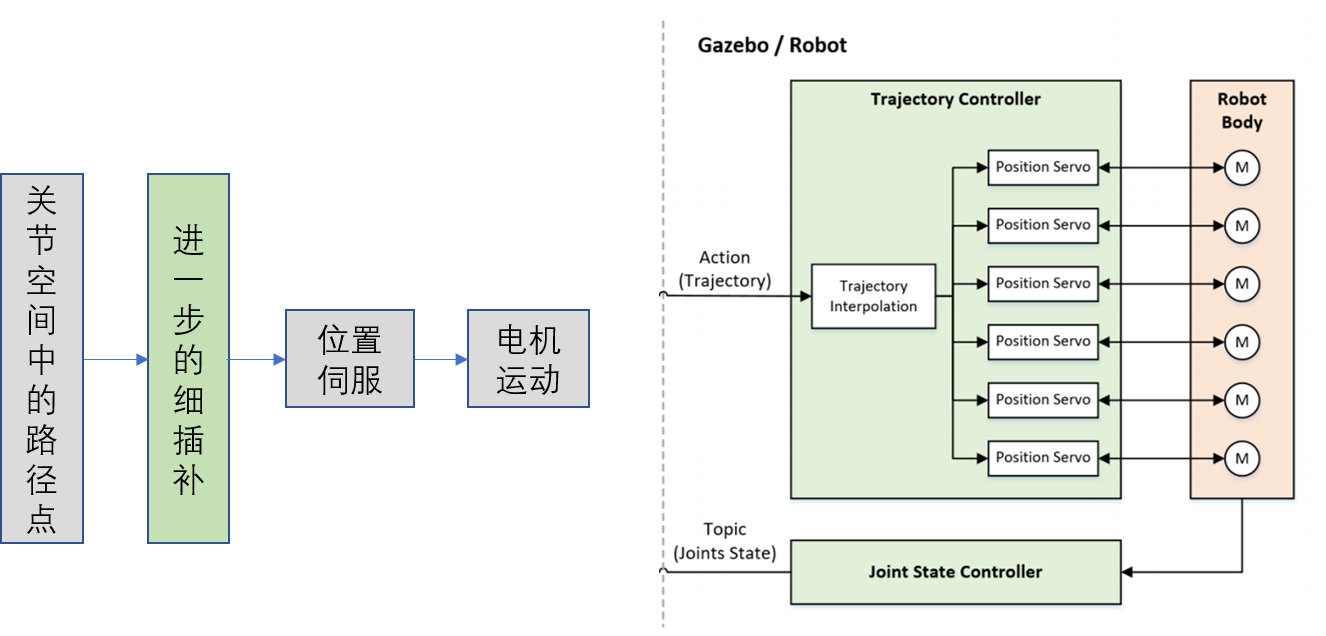 关节空间中的路径点
进一步的细插补
位置
伺服
电机
运动
Gazebo / Robot
Trajectory Controller
Robot
Body
Position Servo
M
Position Servo
M
Action
(Trajectory)
Trajectory
Interpolation
Position Servo
M
Position Servo
M
Position Servo
M
Position Servo
M
Topic
(Joints State)
Joint State Controller